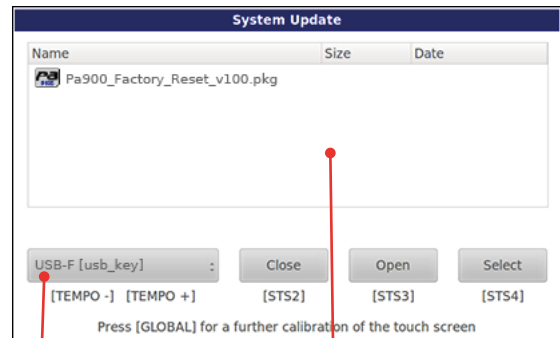 System Update
Name Size Date
Pa900_Factory_Reset_v100.pkg
USB-F [usb_key] Close Open Select
[TEMPO -] [TEMPO +] [STS2] [STS3] [STS4]
Press [GLOBAL] for a further calibration of the touch screen